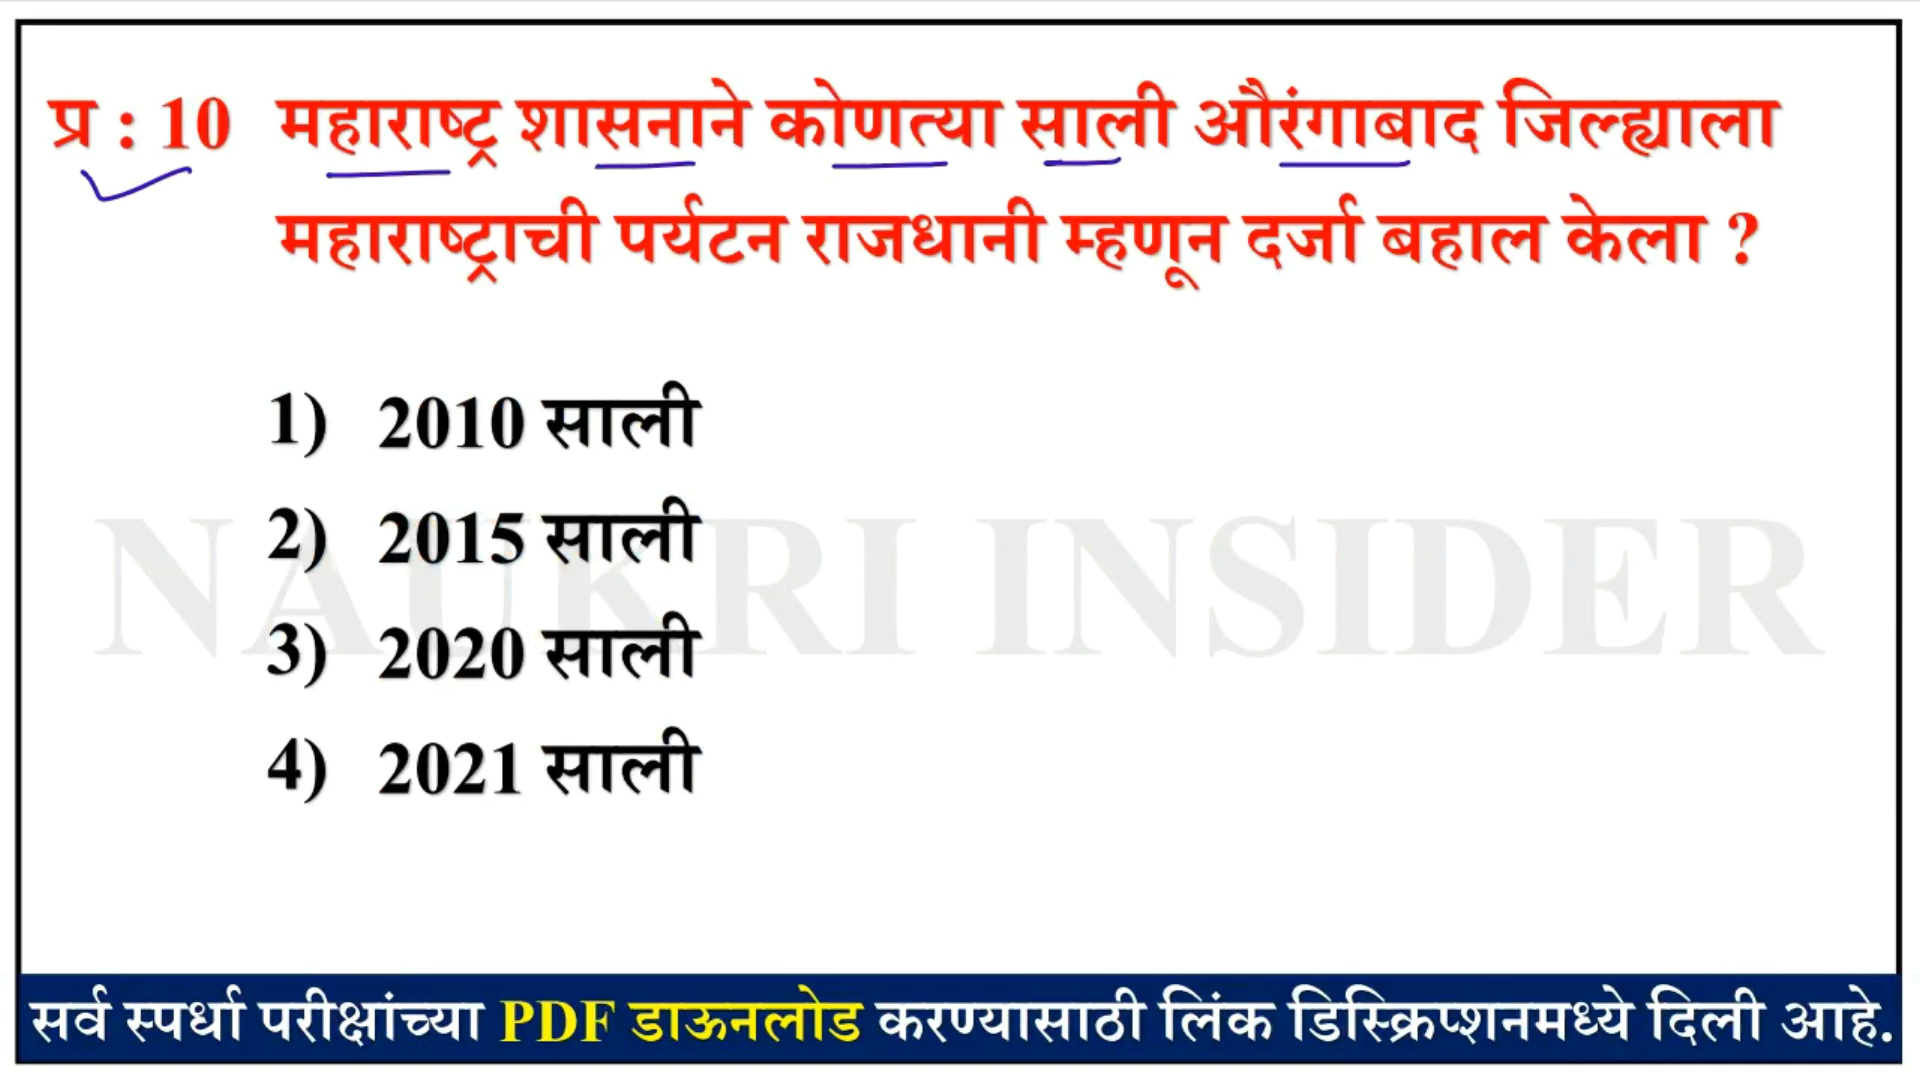 प्र : 10 महाराष्ट्र शासनाने कोणत्या साली औरंगाबाद जिल्ह्याला
महाराष्ट्राची पर्यटन राजधानी म्हणून दर्जा बहाल केला ?
1) 2010 साली
2) 2015 साली
NAUKRI INSIDER
3) 2020 साली
4) 2021 साली
सर्व स्पर्धा परीक्षांच्या PDF डाऊनलोड करण्यासाठी लिंक डिस्क्रिप्शनमध्ये दिली आहे.